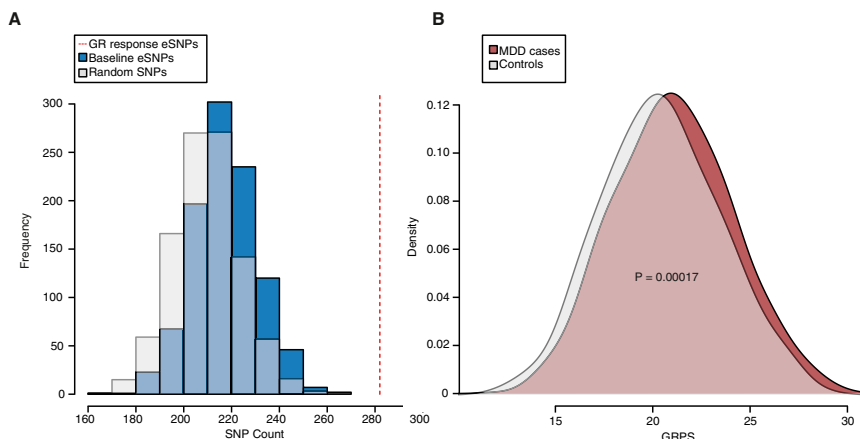 A
GR response eSNPs
Baseline eSNPs
Random SNPs
300
250
200
150
100
50
0
Frequency
160 200 220 240 260 282 300
SNP Count
B
MDD cases
Controls
0.12
0.10
0.08
0.06
0.04
0.02
0
Density
P = 0.00017
15 20 25 30
GRPS